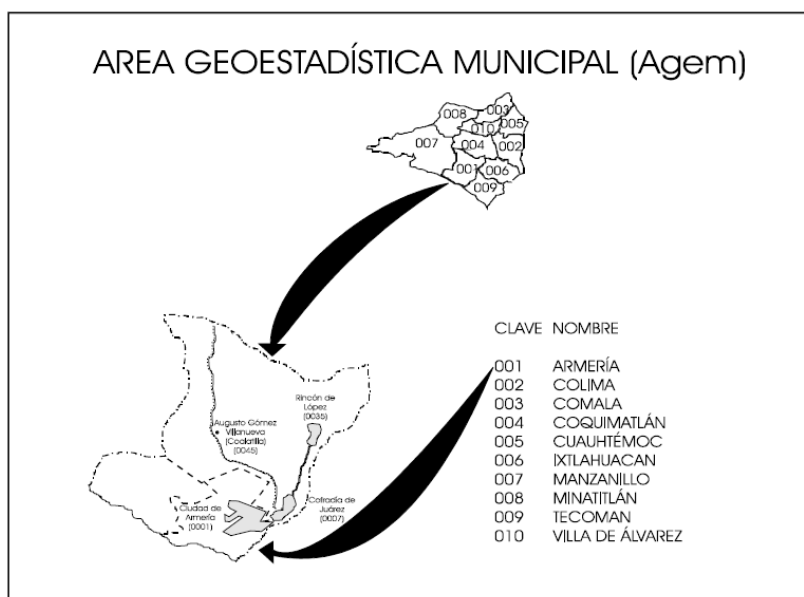 AREA GEOESTADÍSTICA MUNICIPAL (Agem)
003
008
005
010
007
004
002
001
006
009
CLAVE NOMBRE
001 ARMERÍA
002 COLIMA
003 COMALA
004 COQUIMATLÁN
005 CUAUHTÉMOC
006 IXTLAHUACAN
007 MANZANILLO
008 MINATITLÁN
009 TECOMAN
010 VILLA DE ÁLVAREZ
Rincón de
López
(0035)
Augusto Gómez
Villanueva
(Coalatilla)
(0045)
Ciudad de
Armería
(0001)
Cofradía de
Juárez
(0007)